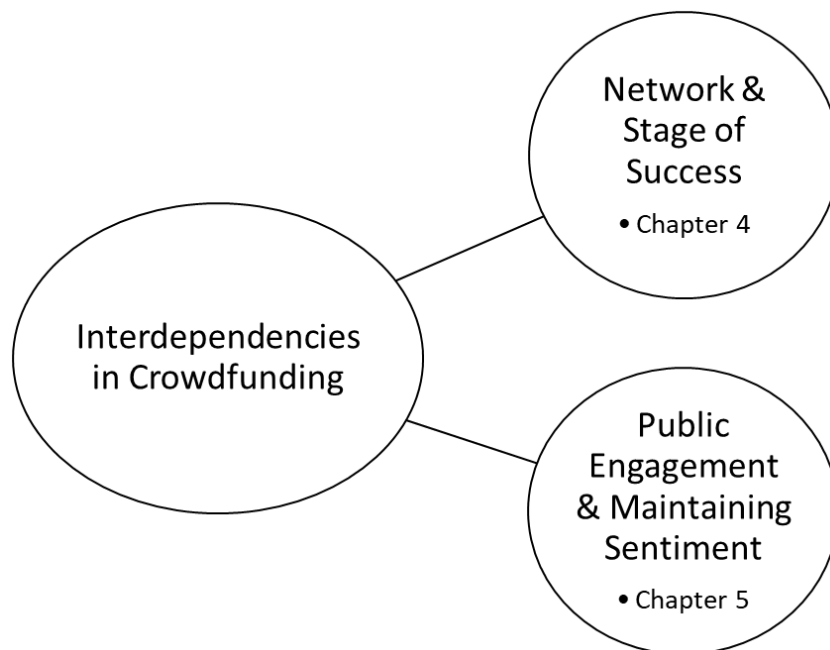 Network &
Stage of
Success
• Chapter 4
Interdependencies
in Crowdfunding
Public
Engagement
& Maintaining
Sentiment
• Chapter 5